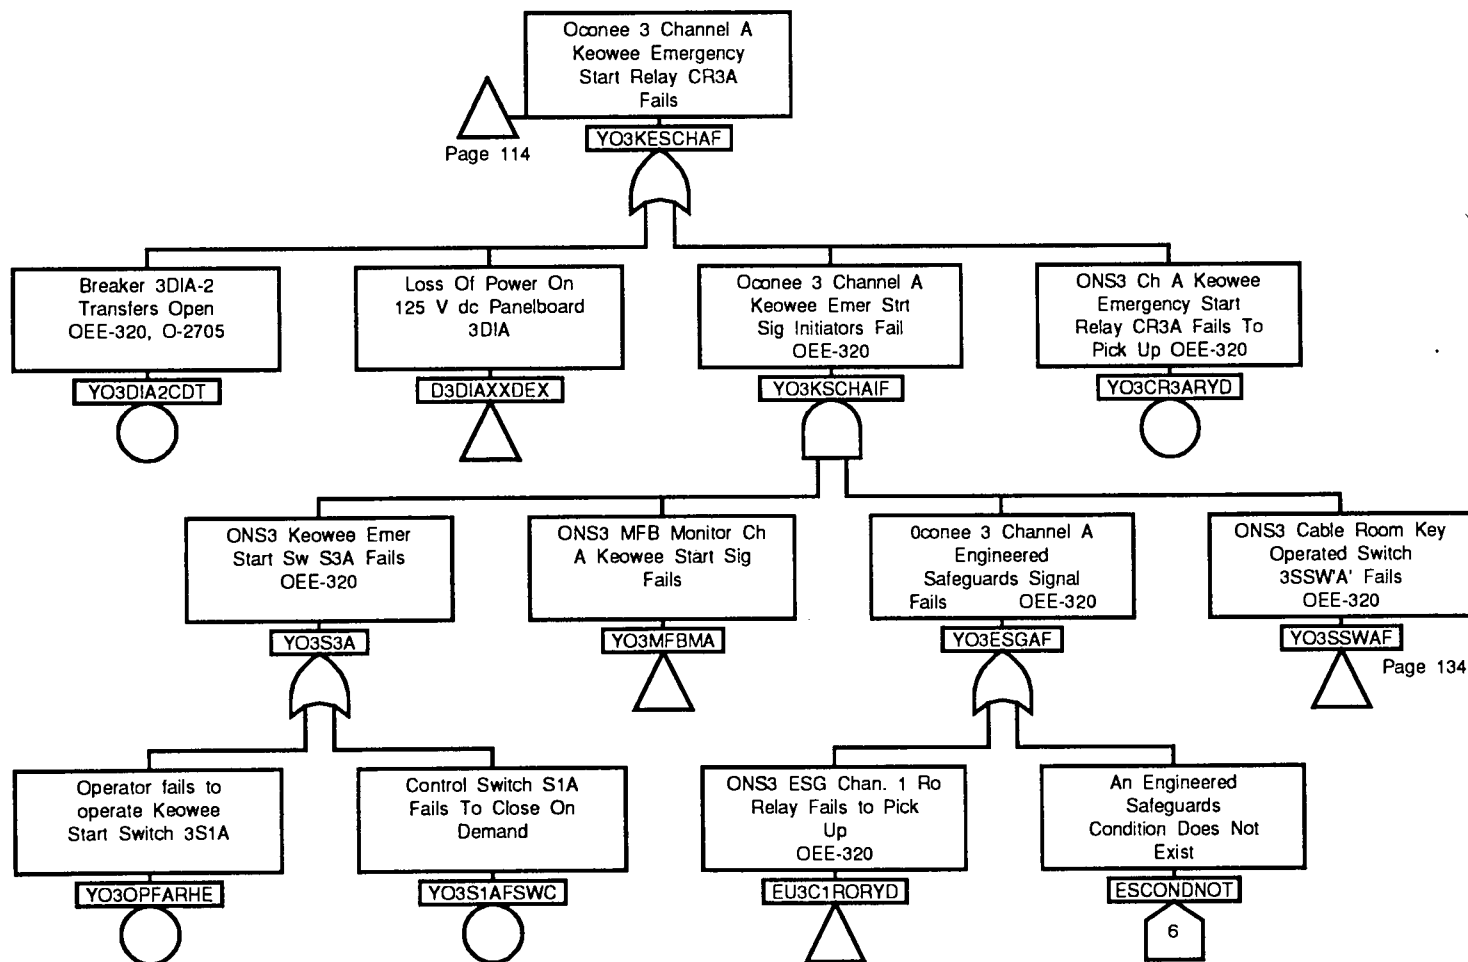 Oconee 3 Channel A
Keowee Emergency
Start Relay CR3A
Fails
Page 114
YO3KESCHAF
Breaker 3DIA-2
Transfers Open
OEE-320, O-2705
YO3DIA2CDT
Loss Of Power On
125 V dc Panelboard
3DIA
D3DIAXXDEX
Oconee 3 Channel A
Keowee Emer Strt
Sig Initiators Fail
OEE-320
YO3KSCHAIF
ONS3 Ch A Keowee
Emergency Start
Relay CR3A Fails To
Pick Up OEE-320
YO3CR3ARYD
ONS3 Keowee Emer
Start Sw S3A Fails
OEE-320
YO3S3A
ONS3 MFB Monitor Ch
A Keowee Start Sig
Fails
YO3MFBMA
Oconee 3 Channel A
Engineered
Safeguards Signal
Fails OEE-320
YO3ESGAF
ONS3 Cable Room Key
Operated Switch
3SSW'A' Fails
OEE-320
YO3SSWAF
Page 134
Operator fails to
operate Keowee
Start Switch 3S1A
YO3OPFARHE
Control Switch S1A
Fails To Close On
Demand
YO3S1AFSWC
ONS3 ESG Chan. 1 Ro
Relay Fails to Pick
Up
OEE-320
EU3C1RORYD
An Engineered
Safeguards
Condition Does Not
Exist
ESCONDNOT
6